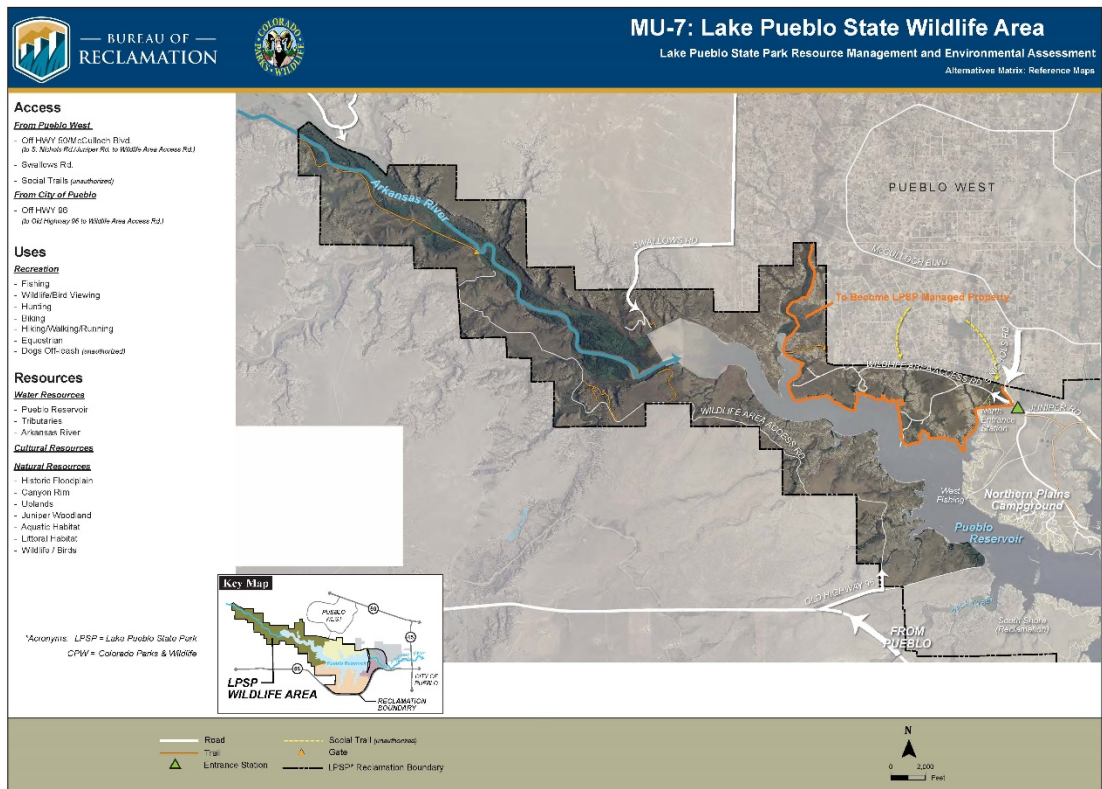 BUREAU OF
RECLAMATION
COLORADO
PARKS & WILDLIFE
MU-7: Lake Pueblo State Wildlife Area
Lake Pueblo State Park Resource Management and Environmental Assessment
Alternatives Matrix: Reference Maps
Access
From Pueblo West
- Off HWY 50/McCulloch Blvd.
(to S. Nichols Rd/Juniper Rd. to Wildlife Area Access Rd.)
- Swallows Rd.
- Social Trails (unauthorized)
From City of Pueblo
- Off HWY 96
(to Old Highway 96 to Wildlife Area Access Rd.)
Uses
Recreation
- Fishing
- Wildlife/Bird Viewing
- Hunting
- Biking
- Hiking/Walking/Running
- Equestrian
- Dogs Off-leash (unauthorized)
Resources
Water Resources
- Pueblo Reservoir
- Tributaries
- Arkansas River
Cultural Resources
Natural Resources
- Historic Floodplain
- Canyon Rim
- Uplands
- Juniper Woodland
- Aquatic Habitat
- Littoral Habitat
- Wildlife / Birds
*Acronyms: LPSP = Lake Pueblo State Park
CPW = Colorado Parks & Wildlife
Arkansas River
SWALLOWS RD
PUEBLO WEST
McCULLOCH BLVD
To Become LPSP Managed Property
WILDLIFE AREA ACCESS RD
S NICHOLS RD
JUNIPER RD
North
Entrance
Station
WILDLIFE AREA ACCESS RD
West
Fishing
Northern Plains
Campground
Pueblo
Reservoir
OLD HIGHWAY 96
FROM
PUEBLO
South Shore
(Reclamation)
Key Map
PUEBLO
WEST
50
45
96
Pueblo Reservoir
CITY OF
PUEBLO
LPSP
WILDLIFE AREA
RECLAMATION
BOUNDARY
Road
Trail
Entrance Station
Social Trail (unauthorized)
Gate
LPSP* Reclamation Boundary
N
0 2,000
Feet